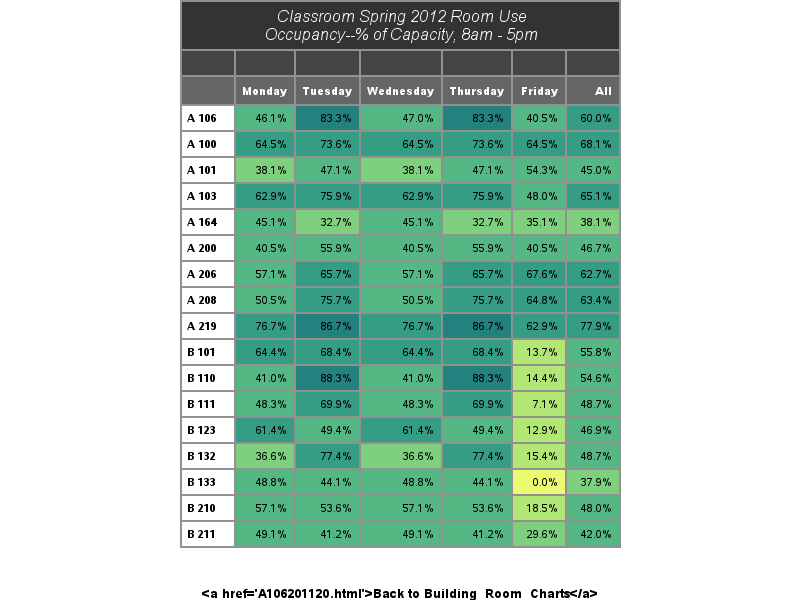 Classroom Spring 2012 Room Use
Occupancy--% of Capacity, 8am - 5pm
Monday Tuesday Wednesday Thursday Friday All
A 106 46.1% 83.3% 47.0% 83.3% 40.5% 60.0%
A 100 64.5% 73.6% 64.5% 73.6% 64.5% 68.1%
A 101 38.1% 47.1% 38.1% 47.1% 54.3% 45.0%
A 103 62.9% 75.9% 62.9% 75.9% 48.0% 65.1%
A 164 45.1% 32.7% 45.1% 32.7% 35.1% 38.1%
A 200 40.5% 55.9% 40.5% 55.9% 40.5% 46.7%
A 206 57.1% 65.7% 57.1% 65.7% 67.6% 62.7%
A 208 50.5% 75.7% 50.5% 75.7% 64.8% 63.4%
A 219 76.7% 86.7% 76.7% 86.7% 62.9% 77.9%
B 101 64.4% 68.4% 64.4% 68.4% 13.7% 55.8%
B 110 41.0% 88.3% 41.0% 88.3% 14.4% 54.6%
B 111 48.3% 69.9% 48.3% 69.9% 7.1% 48.7%
B 123 61.4% 49.4% 61.4% 49.4% 12.9% 46.9%
B 132 36.6% 77.4% 36.6% 77.4% 15.4% 48.7%
B 133 48.8% 44.1% 48.8% 44.1% 0.0% 37.9%
B 210 57.1% 53.6% 57.1% 53.6% 18.5% 48.0%
B 211 49.1% 41.2% 49.1% 41.2% 29.6% 42.0%
<a href='A106201120.html'>Back to Building_Room_Charts</a>